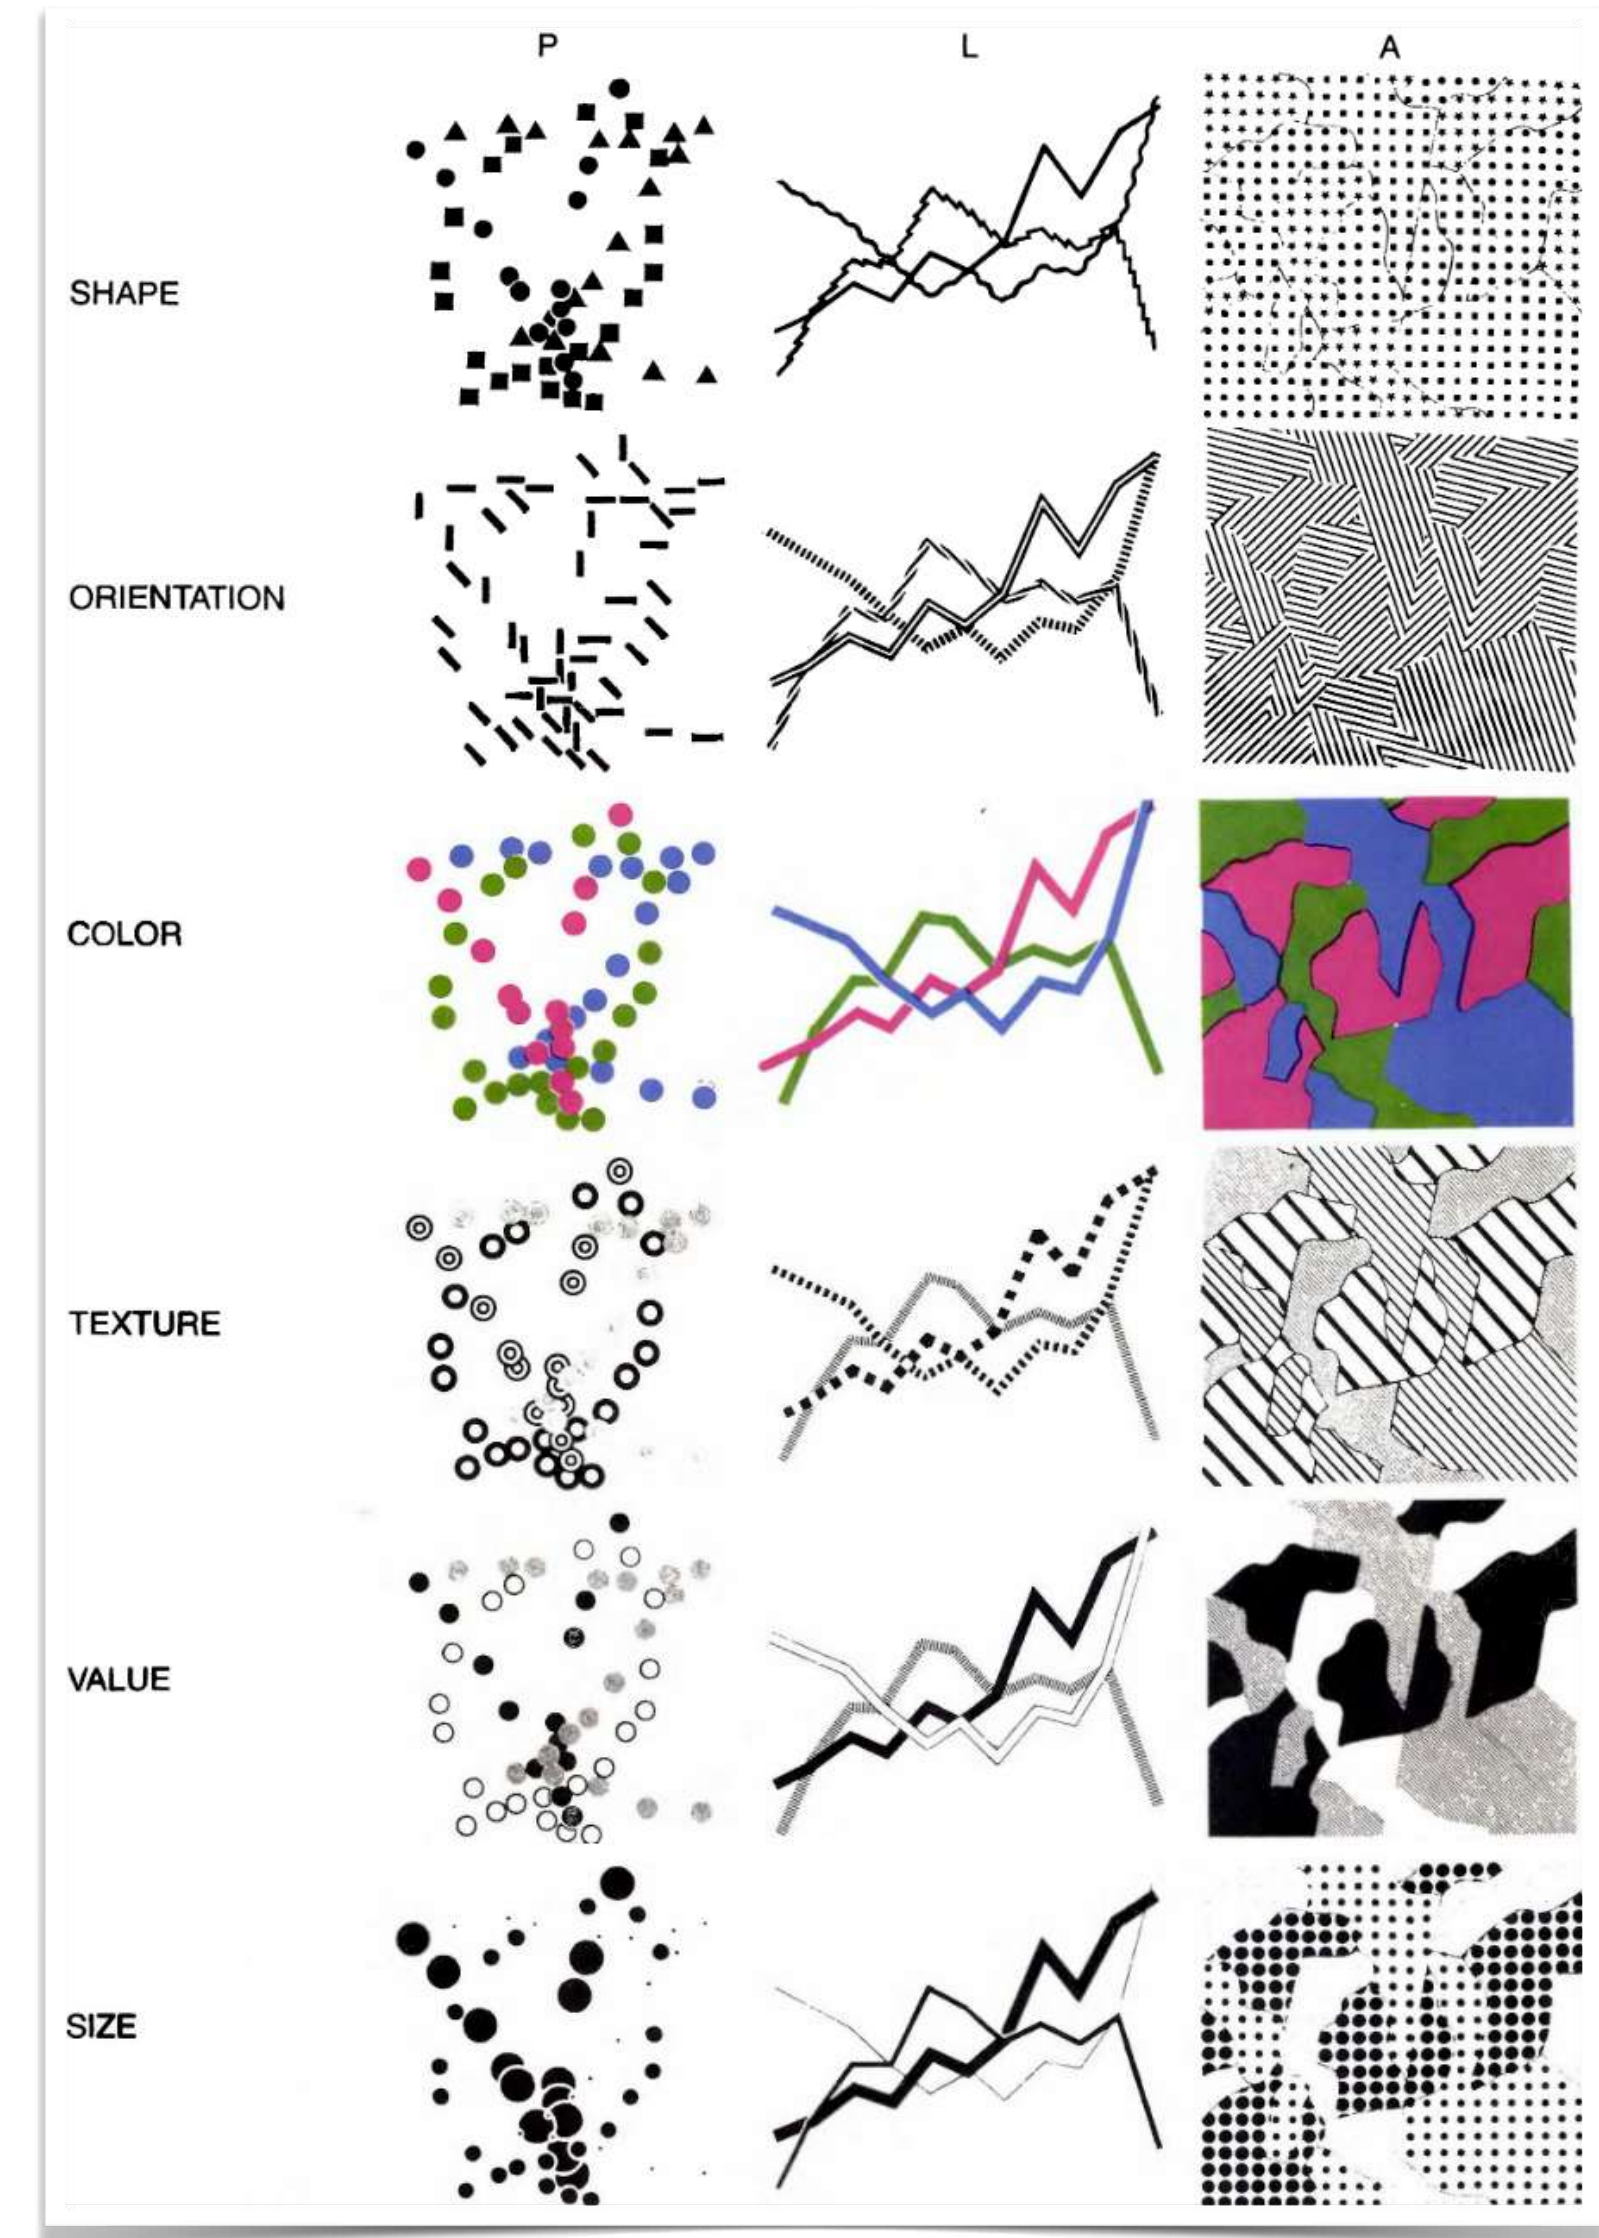 P L A
SHAPE
ORIENTATION
COLOR
TEXTURE
VALUE
SIZE